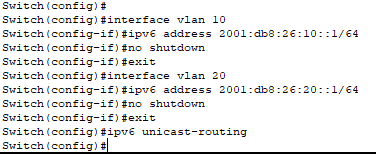 Switch(config)#
Switch(config)#interface vlan 10
Switch(config-if)#ipv6 address 2001:db8:26:10::1/64
Switch(config-if)#no shutdown
Switch(config-if)#exit
Switch(config)#interface vlan 20
Switch(config-if)#ipv6 address 2001:db8:26:20::1/64
Switch(config-if)#no shutdown
Switch(config-if)#exit
Switch(config)#ipv6 unicast-routing
Switch(config)#